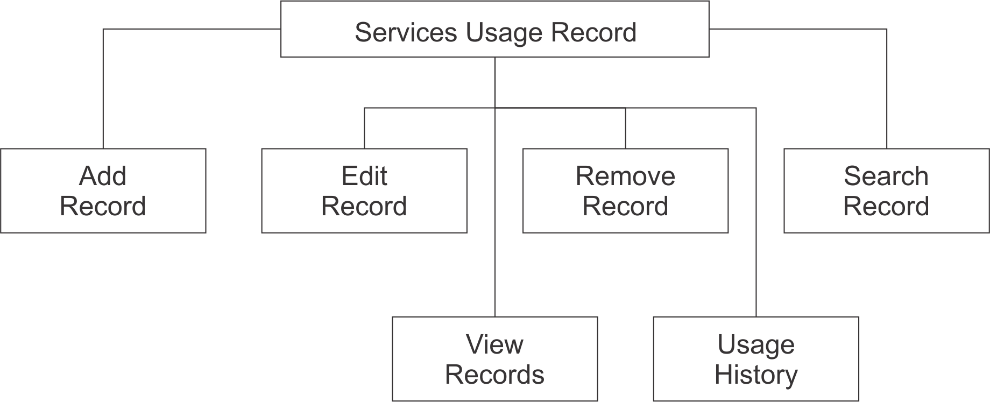 Services Usage Record
Add
Record
Edit
Record
Remove
Record
Search
Record
View
Records
Usage
History